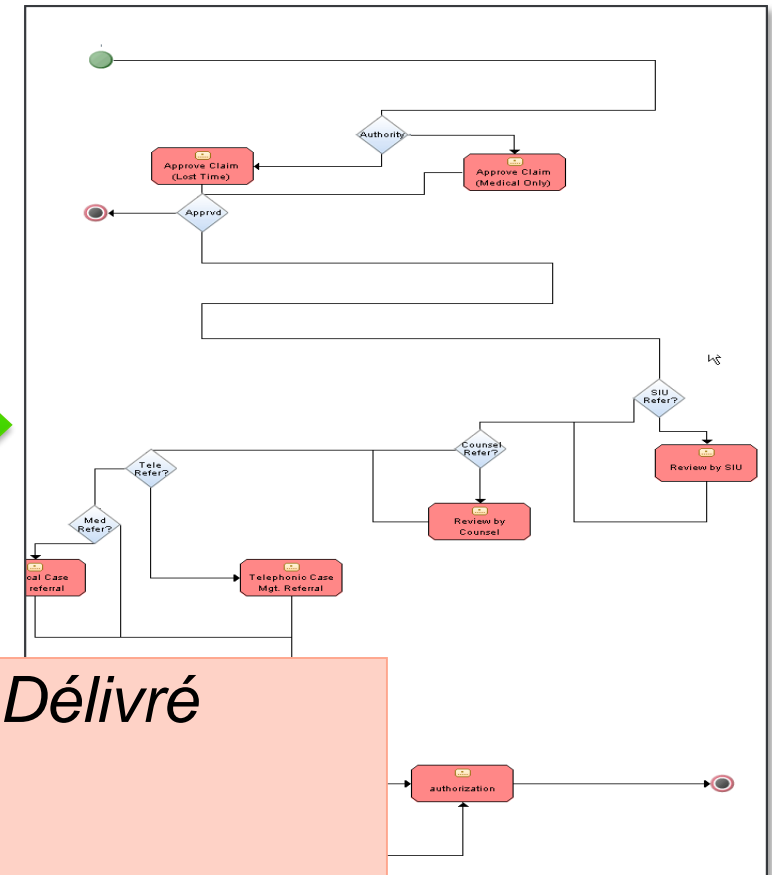 Authority
Approve Claim
(Lost Time)
Approve Claim
(Medical Only)
Apprvd
SIU
Refer?
Counsel
Refer?
Tele
Refer?
Review by SIU
Med
Refer?
Review by
Counsel
cal Case
referral
Telephonic Case
Mgt. Referral
Délivré
authorization